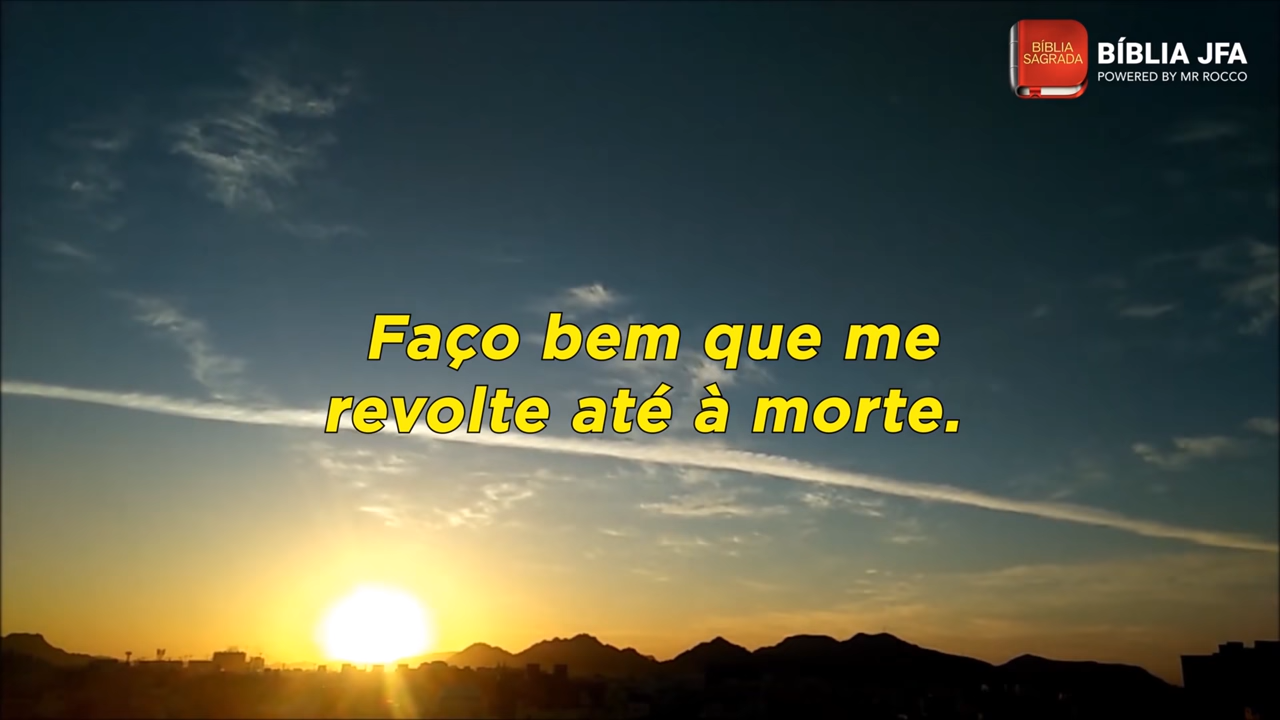 BÍBLIA
SAGRADA
BÍBLIA JFA
POWERED BY MR ROCCO
Faço bem que me
revolte até à morte.